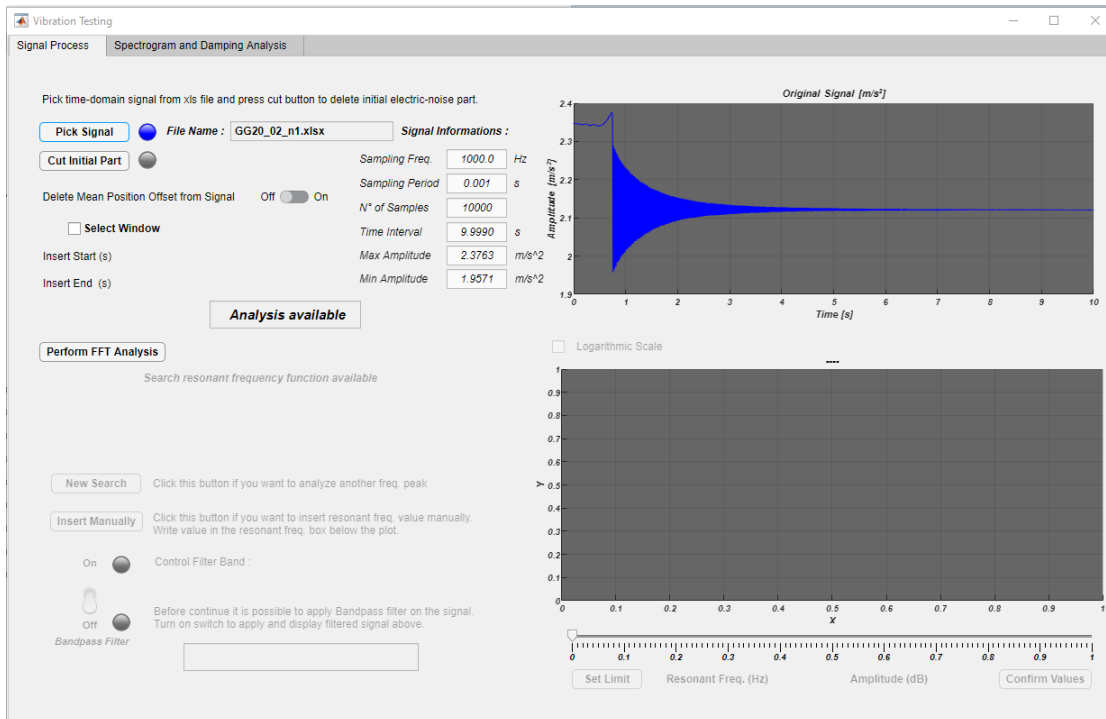 Vibration Testing
Signal Process
Spectrogram and Damping Analysis
Pick time-domain signal from xls file and press cut button to delete initial electric-noise part.
Pick Signal
File Name :
GG20_02_n1.xlsx
Signal Informations :
Cut Initial Part
Sampling Freq.
1000.0
Hz
Sampling Period
0.001
s
Delete Mean Position Offset from Signal
Off
On
N° of Samples
10000
Select Window
Time Interval
9.9990
s
Insert Start (s)
Max Amplitude
2.3763
m/s^2
Insert End (s)
Min Amplitude
1.9571
m/s^2
Analysis available
Perform FFT Analysis
Search resonant frequency function available
New Search
Click this button if you want to analyze another freq. peak
Insert Manually
Click this button if you want to insert resonant freq. value manually.
Write value in the resonant freq. box below the plot.
On
Control Filter Band :
Off
Before continue it is possible to apply Bandpass filter on the signal.
Turn on switch to apply and display filtered signal above.
Bandpass Filter
Original Signal [m/s²]
Amplitude [m/s²]
2.4
2.3
2.2
2.1
2
1.9
0 1 2 3 4 5 6 7 8 9 10
Time [s]
Logarithmic Scale
----
Y
1
0.9
0.8
0.7
0.6
0.5
0.4
0.3
0.2
0.1
0
0 0.1 0.2 0.3 0.4 0.5 0.6 0.7 0.8 0.9 1
X
0 0.1 0.2 0.3 0.4 0.5 0.6 0.7 0.8 0.9 1
Set Limit
Resonant Freq. (Hz)
Amplitude (dB)
Confirm Values